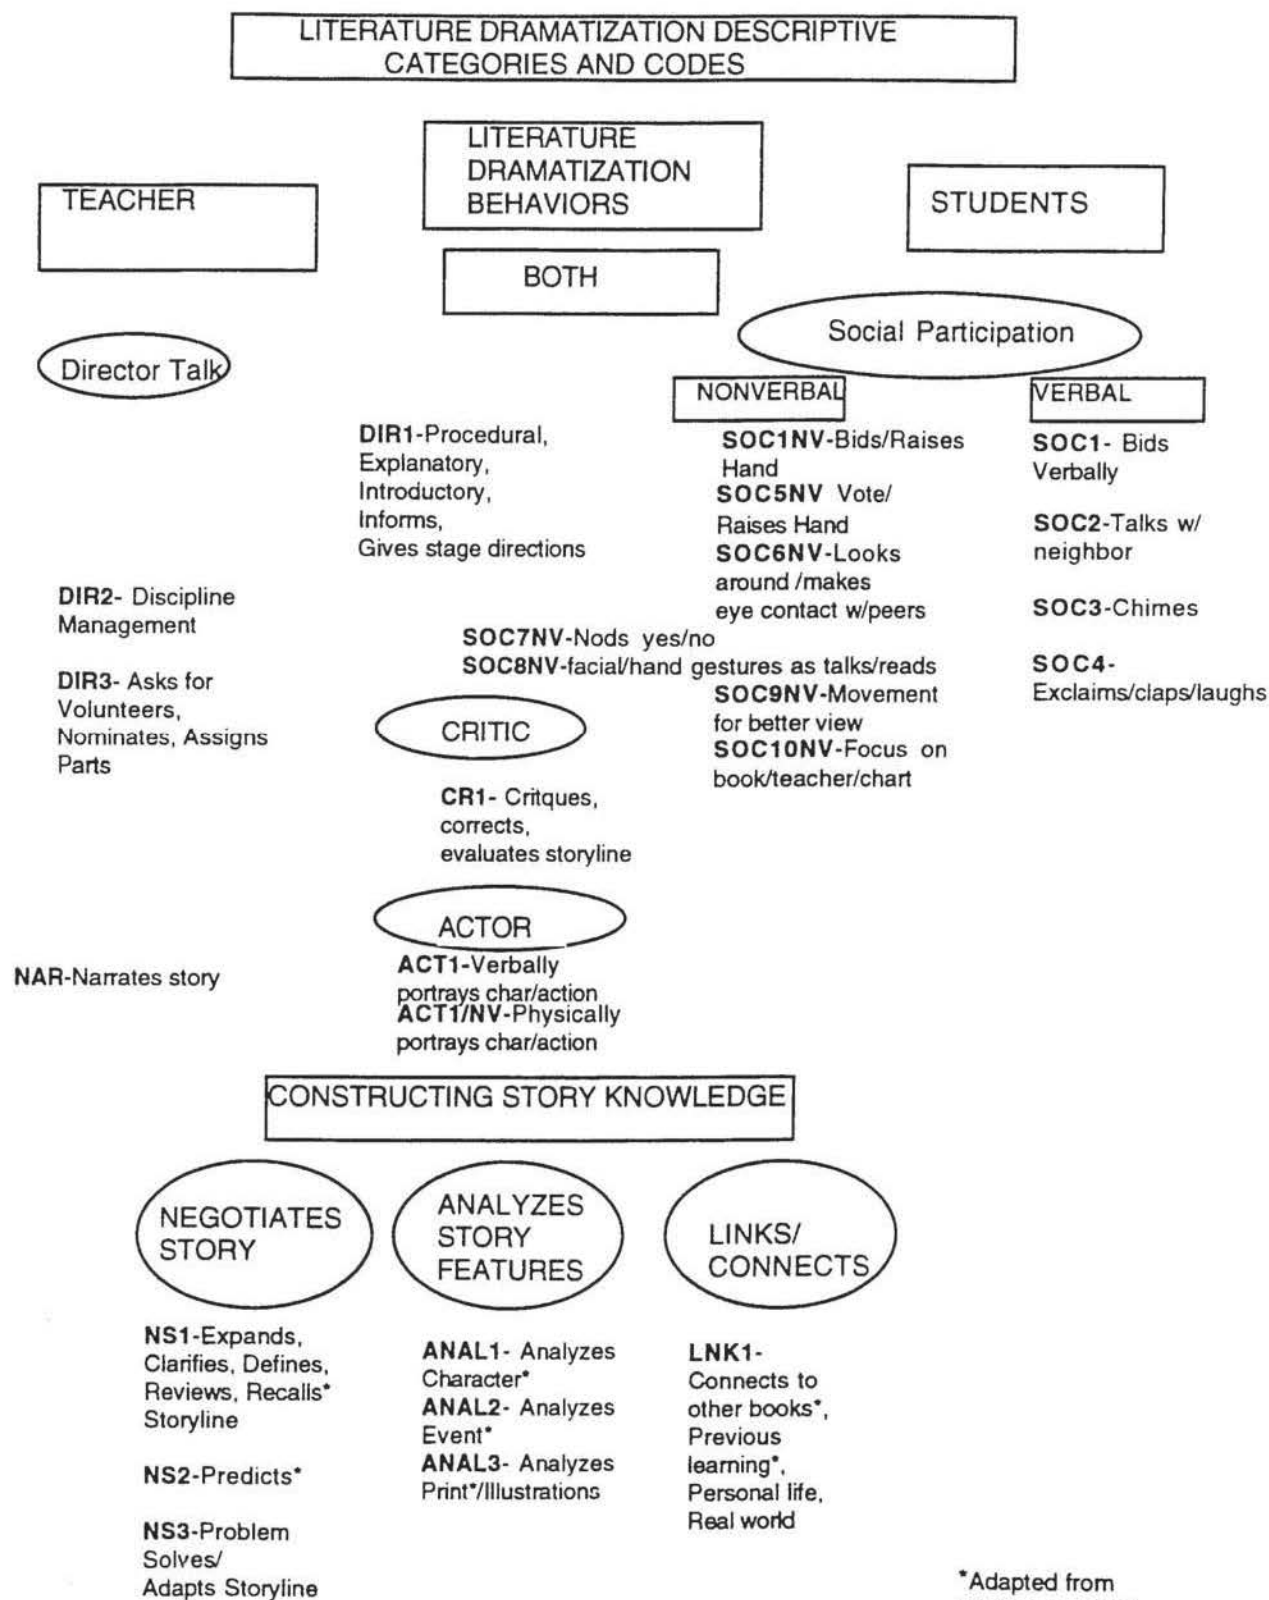 LITERATURE DRAMATIZATION DESCRIPTIVE
CATEGORIES AND CODES
LITERATURE
DRAMATIZATION
BEHAVIORS
TEACHER
STUDENTS
BOTH
Social Participation
Director Talk
NONVERBAL
VERBAL
DIR1-Procedural,
Explanatory,
Introductory,
Informs,
Gives stage directions
SOC1NV-Bids/Raises
Hand
SOC5NV Vote/
Raises Hand
SOC6NV-Looks
around /makes
eye contact w/peers
SOC1- Bids
Verbally
SOC2-Talks w/
neighbor
SOC3-Chimes
SOC4-
Exclaims/claps/laughs
DIR2- Discipline
Management
DIR3- Asks for
Volunteers,
Nominates, Assigns
Parts
SOC7NV-Nods yes/no
SOC8NV-facial/hand gestures as talks/reads
SOC9NV-Movement
for better view
SOC10NV-Focus on
book/teacher/chart
CRITIC
CR1- Critques,
corrects,
evaluates storyline
ACTOR
NAR-Narrates story
ACT1-Verbally
portrays char/action
ACT1/NV-Physically
portrays char/action
CONSTRUCTING STORY KNOWLEDGE
NEGOTIATES
STORY
ANALYZES
STORY
FEATURES
LINKS/
CONNECTS
NS1-Expands,
Clarifies, Defines,
Reviews, Recalls*
Storyline
NS2-Predicts*
NS3-Problem
Solves/
Adapts Storyline
ANAL1- Analyzes
Character*
ANAL2- Analyzes
Event*
ANAL3- Analyzes
Print*/Illustrations
LNK1-
Connects to
other books*,
Previous
learning*,
Personal life,
Real world
*Adapted from